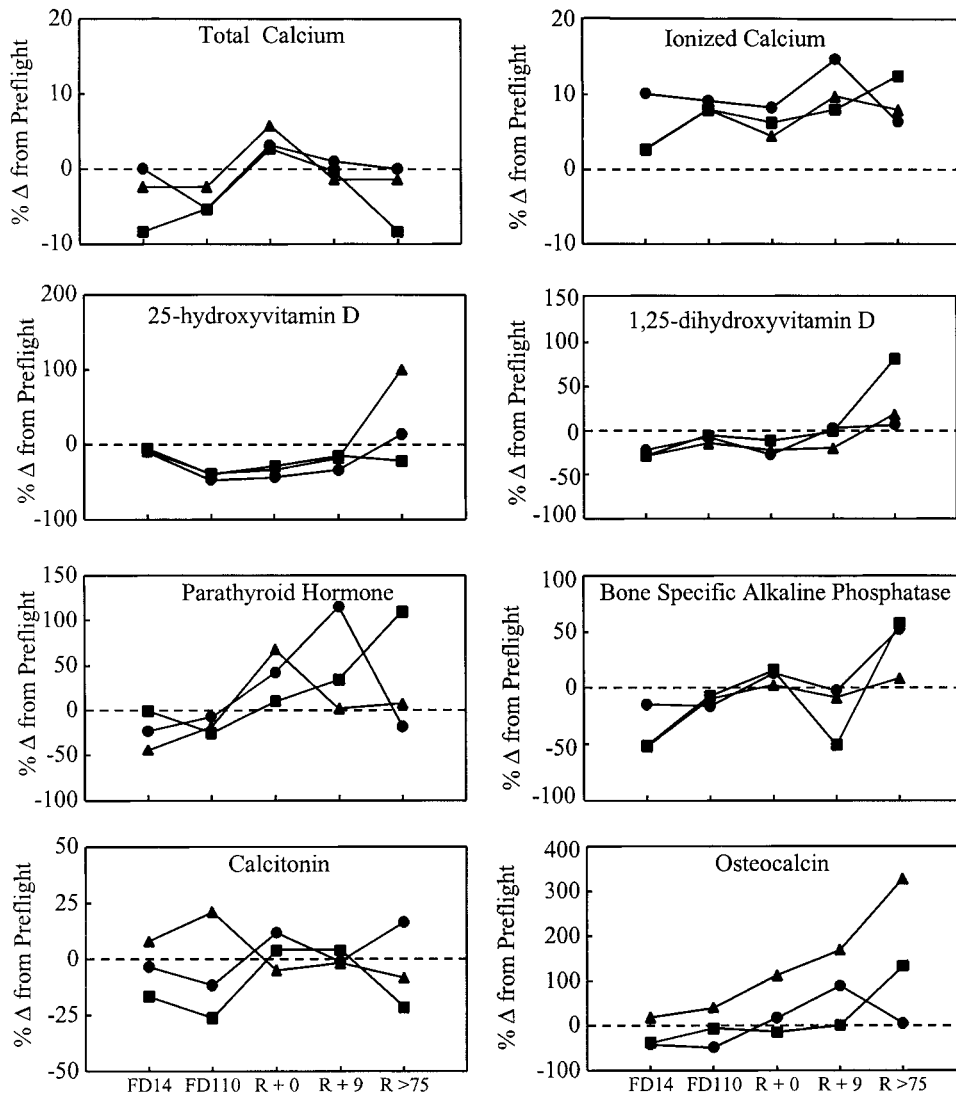 Total Calcium
% Δ from Preflight
20
10
0
-10
Ionized Calcium
% Δ from Preflight
20
10
0
10
25-hydroxyvitamin D
% Δ from Preflight
200
100
0
-100
1,25-dihydroxyvitamin D
% Δ from Preflight
150
100
50
0
-50
-100
Parathyroid Hormone
% Δ from Preflight
150
100
50
0
-50
-100
Bone Specific Alkaline Phosphatase
% Δ from Preflight
100
50
0
-50
-100
Calcitonin
% Δ from Preflight
50
25
0
-25
-50
FD14 FD110 R + 0 R + 9 R >75
Osteocalcin
% Δ from Preflight
400
300
200
100
0
-100
FD14 FD110 R + 0 R + 9 R >75